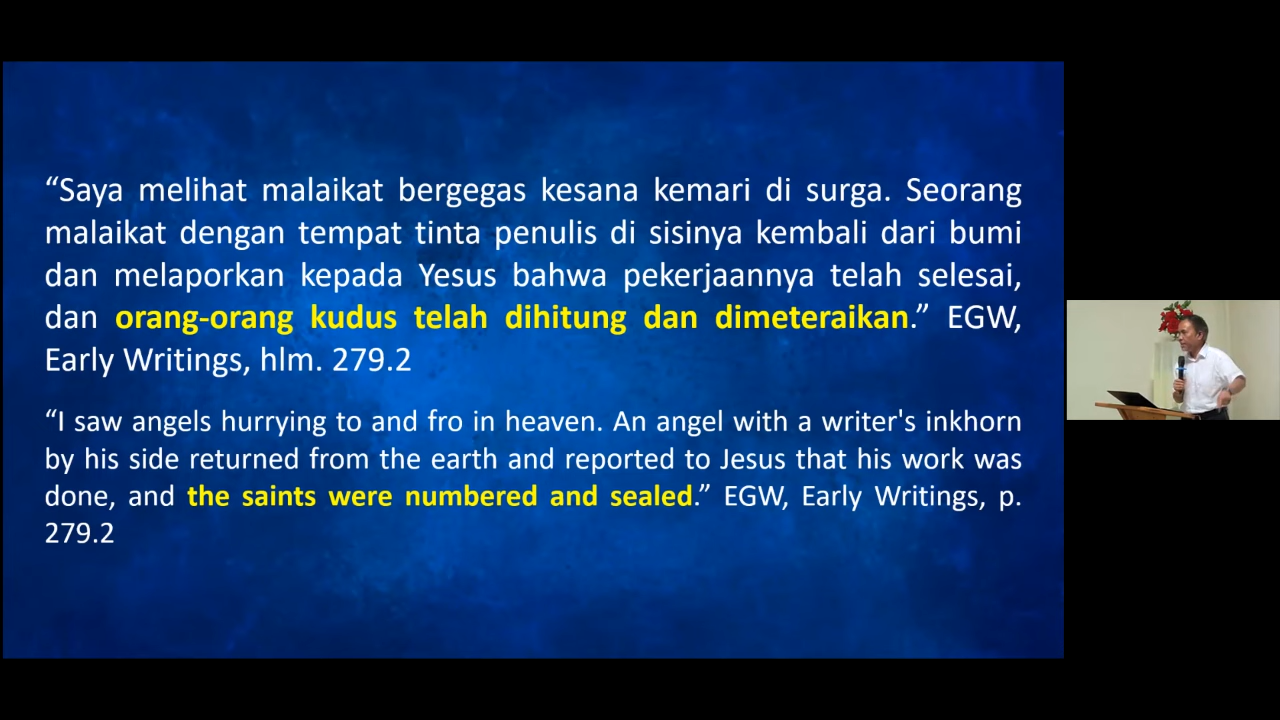 “Saya melihat malaikat bergegas kesana kemari di surga. Seorang
malaikat dengan tempat tinta penulis di sisinya kembali dari bumi
dan melaporkan kepada Yesus bahwa pekerjaannya telah selesai,
dan orang-orang kudus telah dihitung dan dimeteraikan.” EGW,
Early Writings, hlm. 279.2
“I saw angels hurrying to and fro in heaven. An angel with a writer's inkhorn
by his side returned from the earth and reported to Jesus that his work was
done, and the saints were numbered and sealed.” EGW, Early Writings, p.
279.2